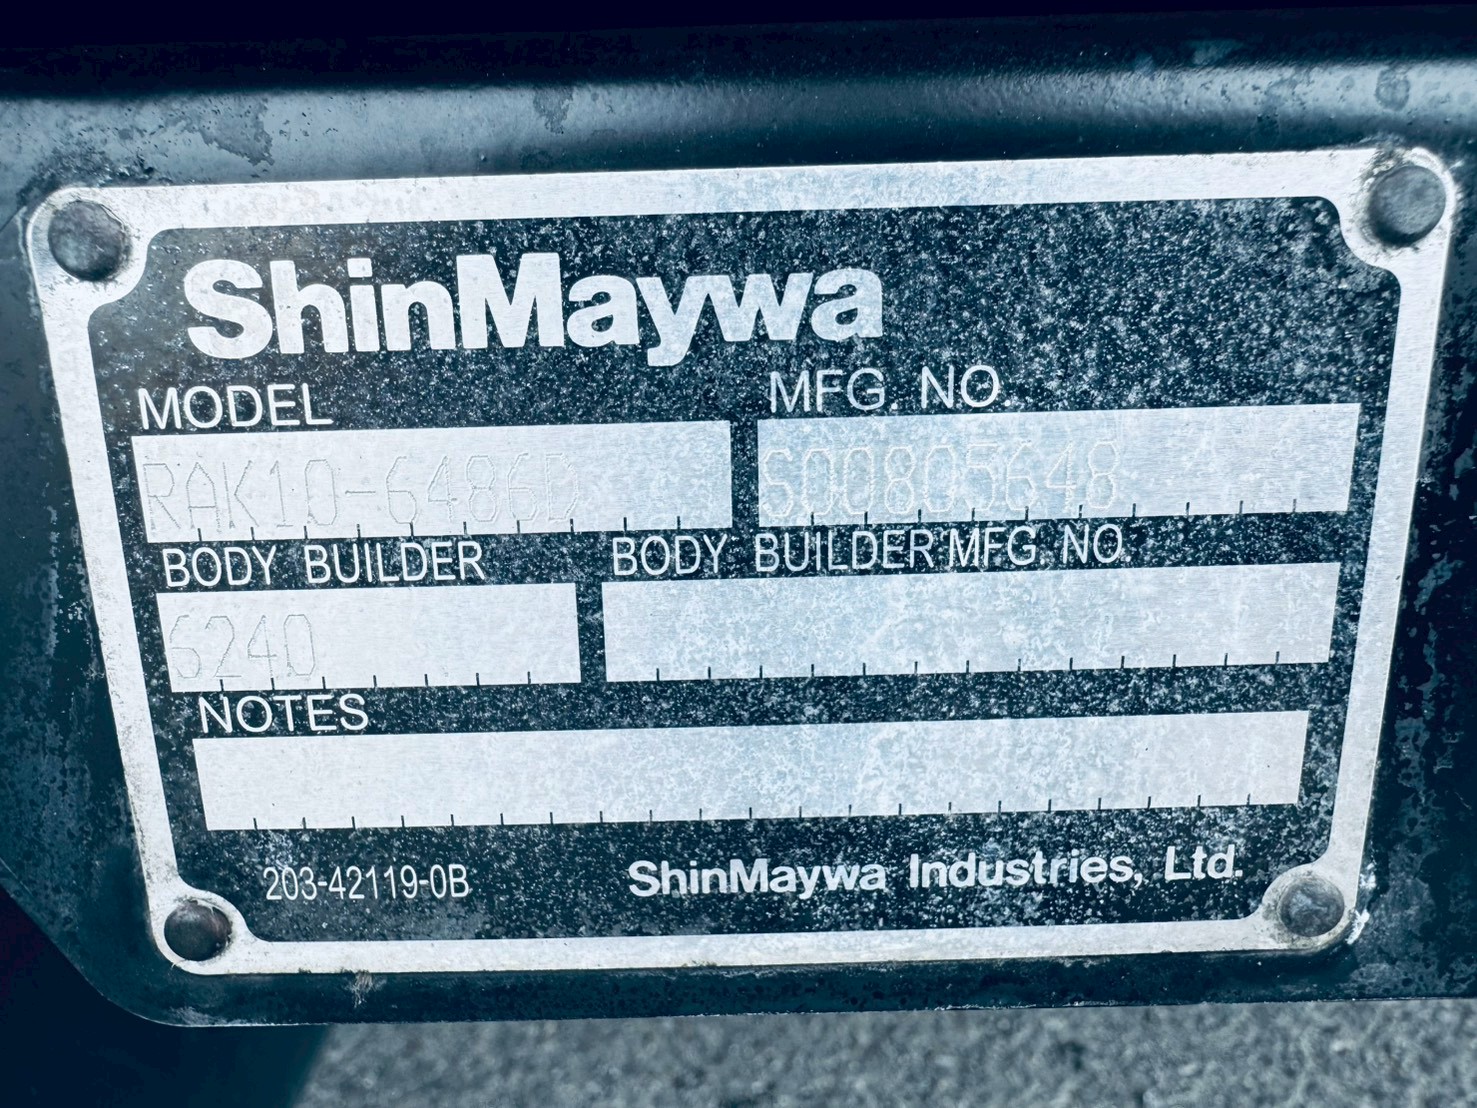 ShinMaywa
MODEL MFG. NO.
RAK10-6486D S00805648
BODY BUILDER BODY BUILDER MFG. NO.
6240
NOTES
203-42119-0B ShinMaywa Industries, Ltd.